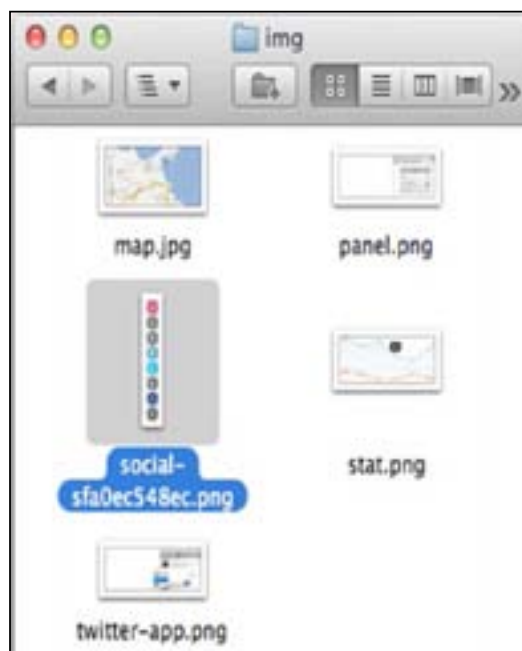 img
map.jpg
panel.png
social-
sfa0ec548ec.png
stat.png
twitter-app.png